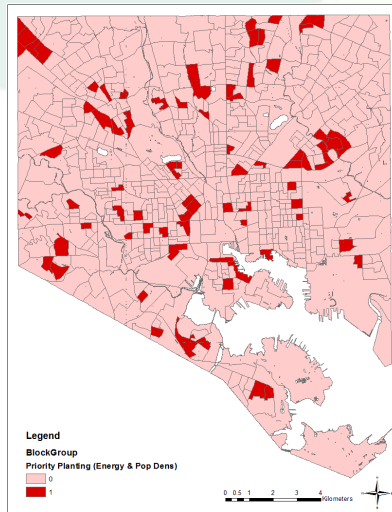 Legend
BlockGroup
Priority Planting (Energy & Pop Dens)
0
1
0 0.5 1 2 3 4
Kilometers